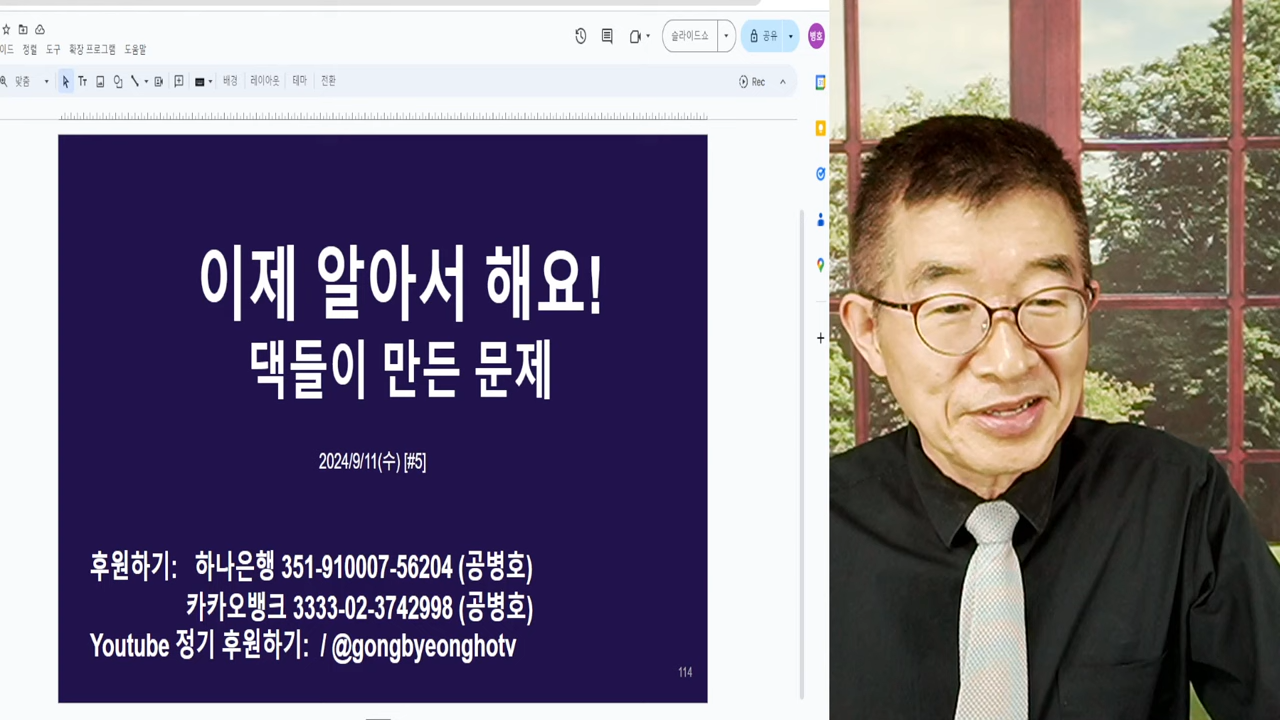 슬라이드쇼
공유
병호
이드 정렬 도구 확장 프로그램 도움말
맞춤
배경 레이아웃 테마 전환
Rec
이제 알아서 해요!
댁들이 만든 문제
2024/9/11(수) [#5]
후원하기: 하나은행 351-910007-56204 (공병호)
카카오뱅크 3333-02-3742998 (공병호)
Youtube 정기 후원하기: / @gongbyeonghotv
114